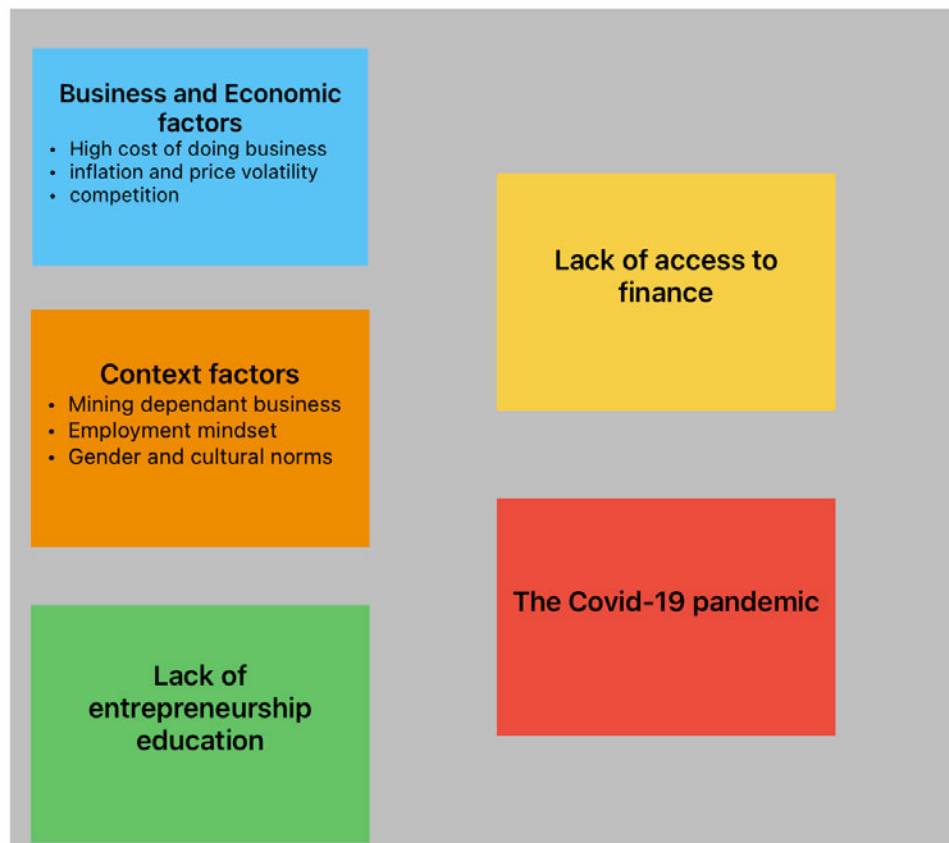 Business and Economic
factors
• High cost of doing business
• inflation and price volatility
• competition
Context factors
• Mining dependant business
• Employment mindset
• Gender and cultural norms
Lack of
entrepreneurship
education
Lack of access to
finance
The Covid-19 pandemic